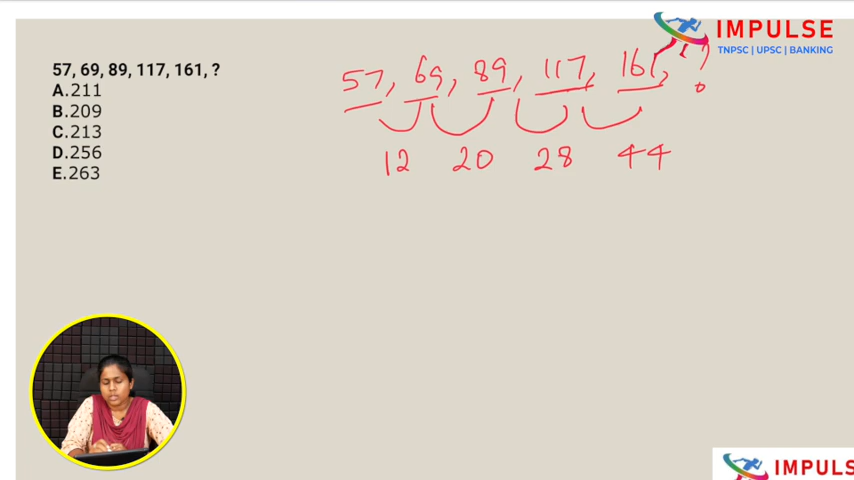 IMPULSE
TNPSC | UPSC | BANKING
57, 69, 89, 117, 161, ?
A.211
B.209
C.213
D.256
E.263
57, 69, 89, 117, 161, ?
12 20 28 44
IMPULS